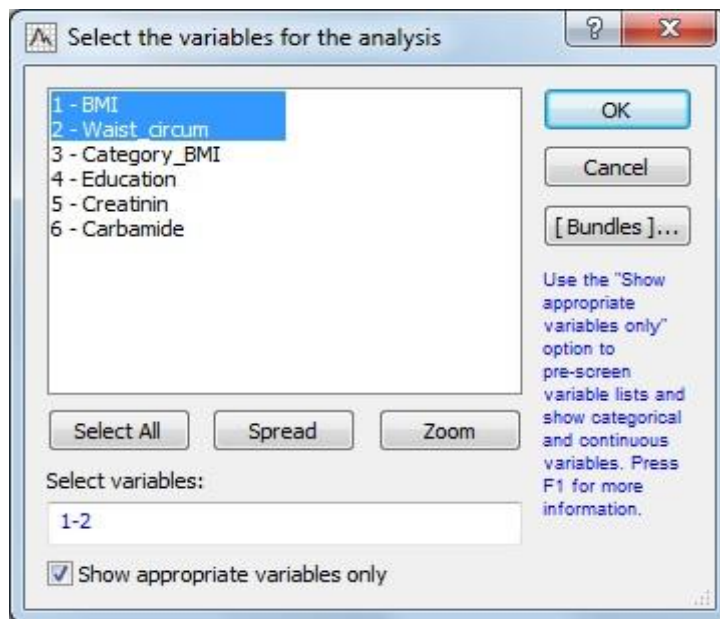 Select the variables for the analysis
?
1 - BMI
2 - Waist_circum
3 - Category_BMI
4 - Education
5 - Creatinin
6 - Carbamide
OK
Cancel
[ Bundles ]...
Use the "Show
appropriate
variables only"
option to
pre-screen
variable lists and
show categorical
and continuous
variables. Press
F1 for more
information.
Select All
Spread
Zoom
Select variables:
1-2
Show appropriate variables only